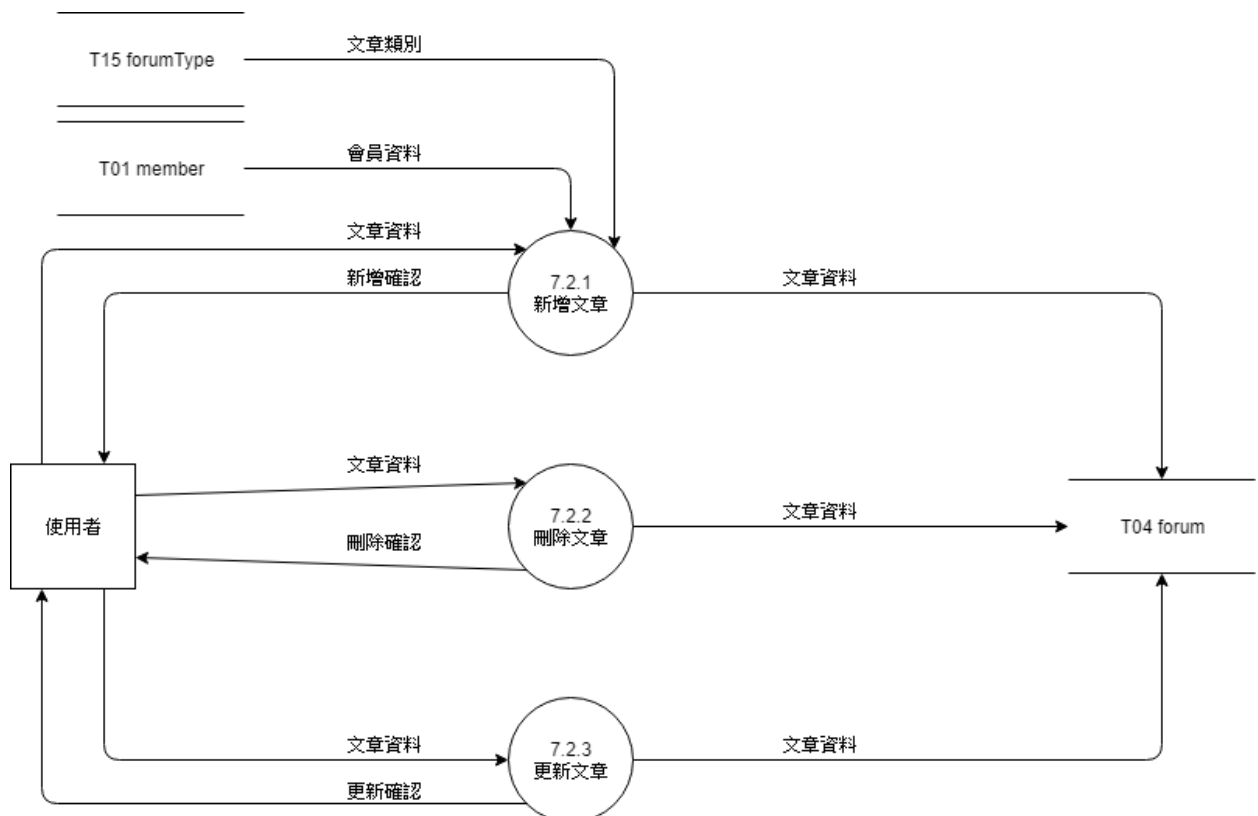 文章類別
T15 forumType
會員資料
T01 member
文章資料
新增確認
7.2.1
新增文章
文章資料
文章資料
刪除確認
使用者
7.2.2
刪除文章
文章資料
T04 forum
文章資料
更新確認
7.2.3
更新文章
文章資料